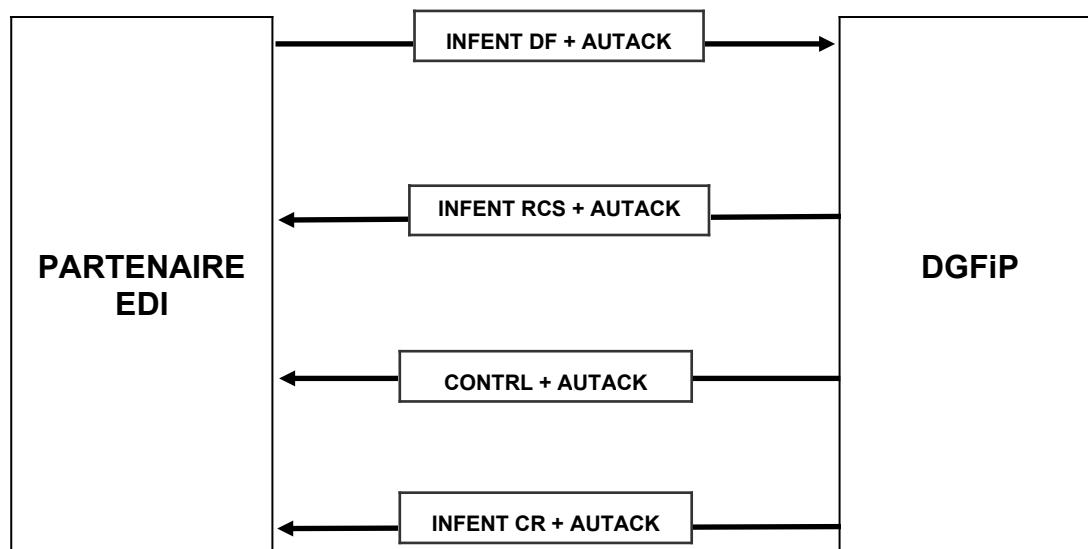 INFENT DF + AUTACK
INFENT RCS + AUTACK
PARTENAIRE
EDI
DGFiP
CONTRL + AUTACK
INFENT CR + AUTACK